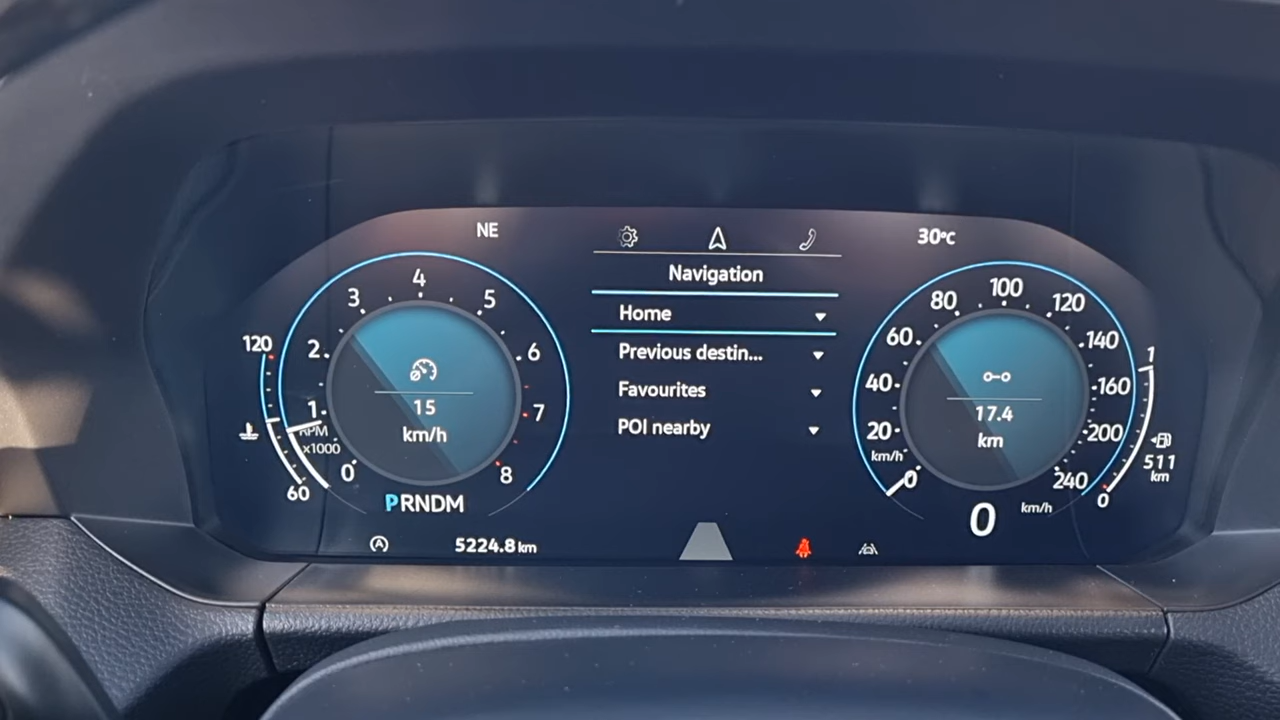 NE
30°C
Navigation
Home
Previous destin...
Favourites
POI nearby
120
60
0
1
2
3
4
5
6
7
8
RPM
x1000
15
km/h
PRNDM
A
5224.8 km
0
20
40
60
80
100
120
140
160
200
240
km/h
17.4
km
0
km/h
1
0
511
km